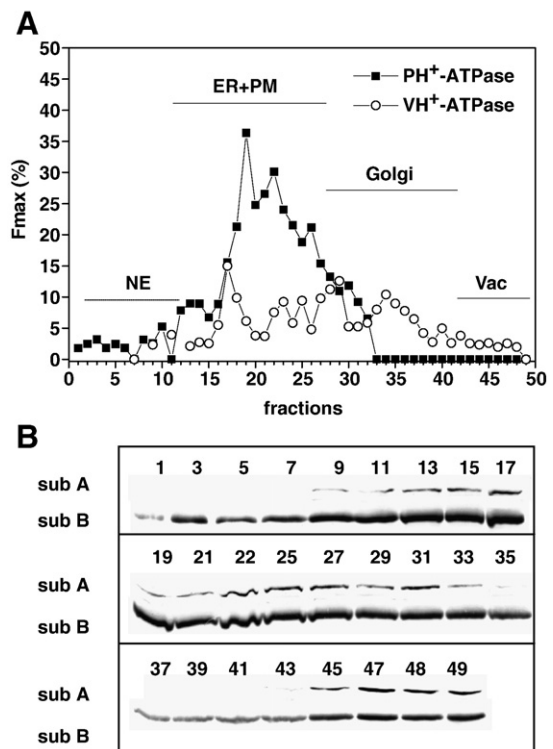 A
PH+-ATPase
VH+-ATPase
ER+PM
Golgi
NE
Vac
Fmax (%)
50
45
40
35
30
25
20
15
10
5
0
0 5 10 15 20 25 30 35 40 45 50
fractions
B
1 3 5 7 9 11 13 15 17
sub A
sub B
19 21 22 25 27 29 31 33 35
sub A
sub B
37 39 41 43 45 47 48 49
sub A
sub B